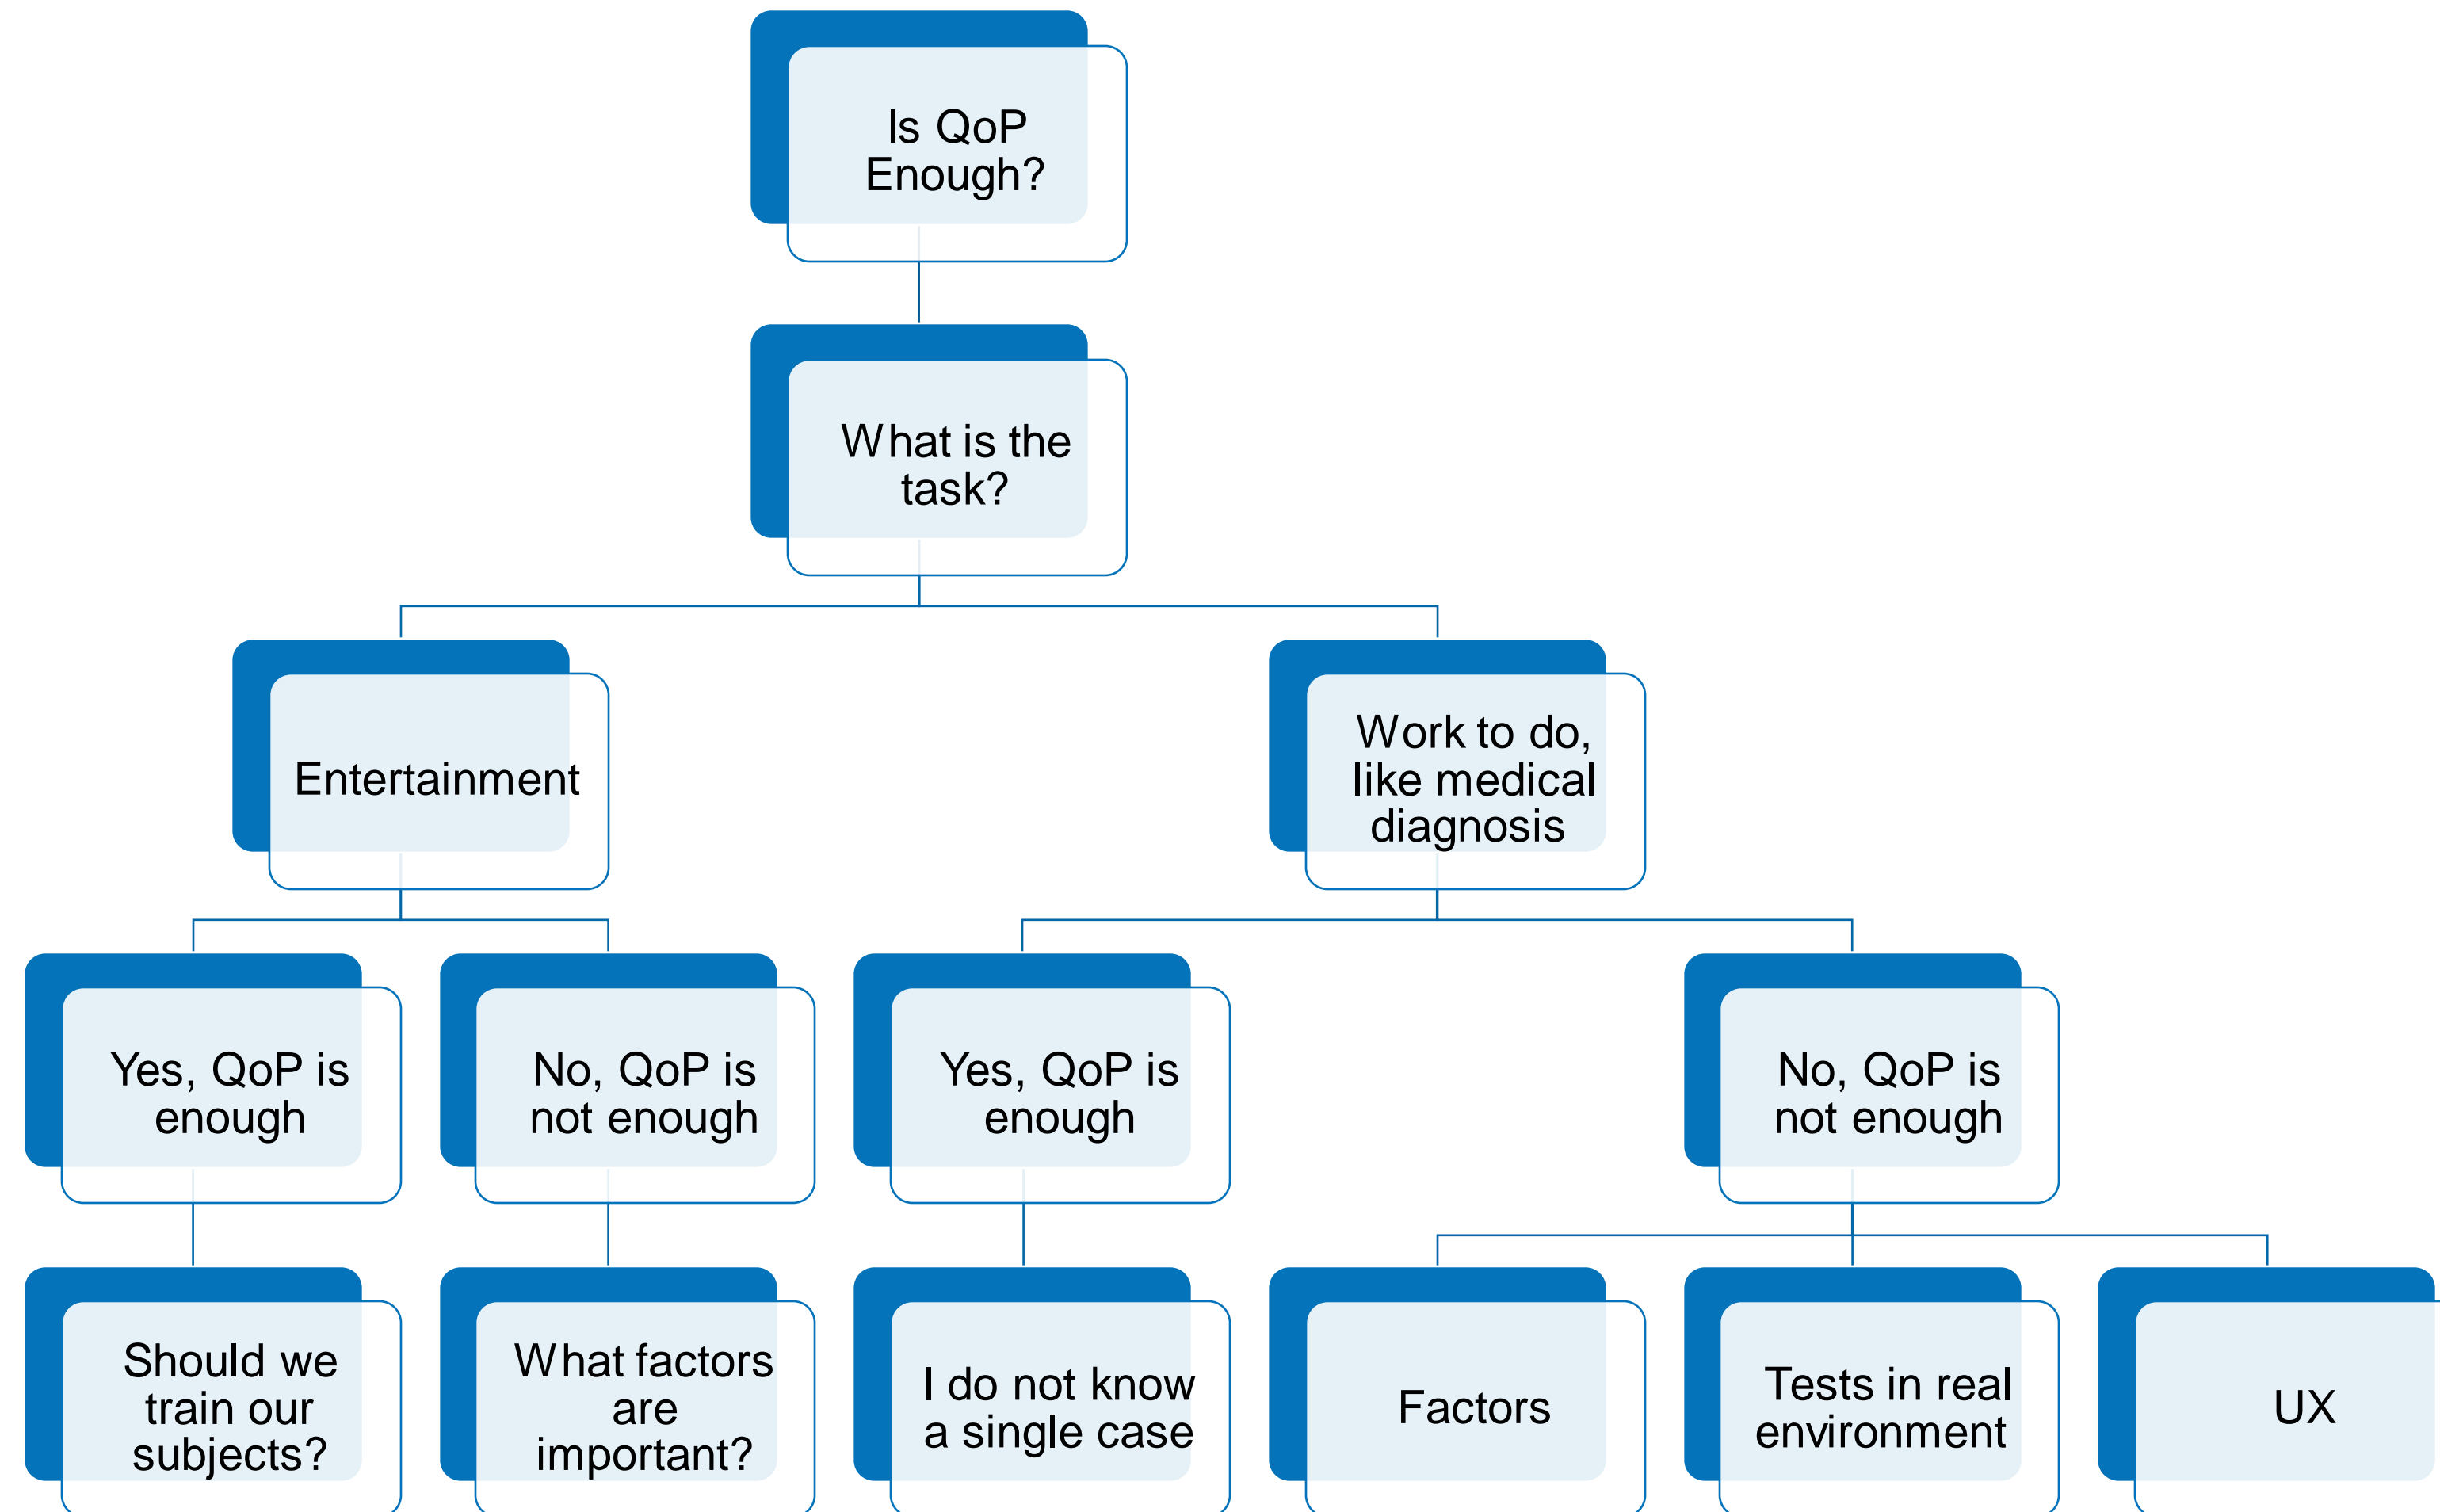 Is QoP
Enough?
What is the
task?
Entertainment
Work to do,
like medical
diagnosis
Yes, QoP is
enough
No, QoP is
not enough
Yes, QoP is
enough
No, QoP is
not enough
Should we
train our
subjects?
What factors
are
important?
I do not know
a single case
Factors
Tests in real
environment
UX